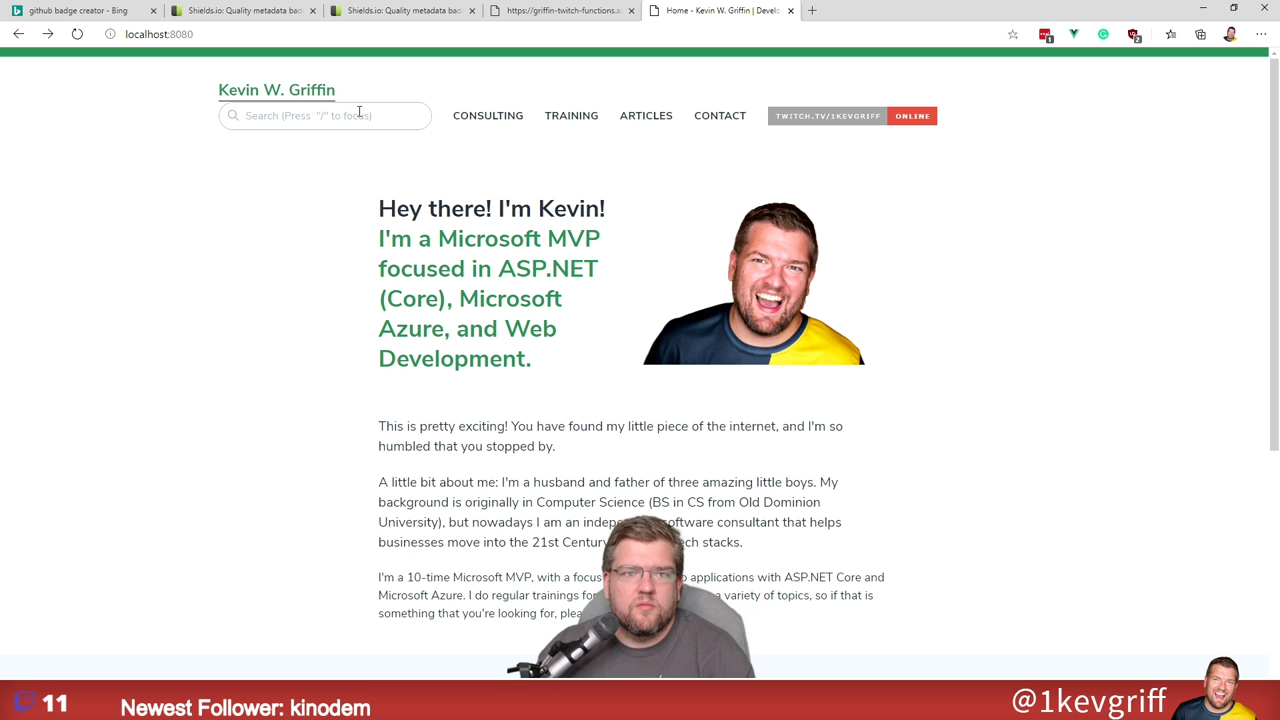 github badge creator - Bing
Shields.io: Quality metadata bad
Shields.io: Quality metadata bad
https://griffin-twitch-functions.a
Home - Kevin W. Griffin | Develo
localhost:8080
1
2
Kevin W. Griffin
Search (Press "/" to focus)
CONSULTING
TRAINING
ARTICLES
CONTACT
TWITCH.TV/1KEVGRIFF
ONLINE
Hey there! I'm Kevin!
I'm a Microsoft MVP
focused in ASP.NET
(Core), Microsoft
Azure, and Web
Development.
This is pretty exciting! You have found my little piece of the internet, and I'm so
humbled that you stopped by.
A little bit about me: I'm a husband and father of three amazing little boys. My
background is originally in Computer Science (BS in CS from Old Dominion
University), but nowadays I am an software consultant that helps
businesses move into the 21st Century tech stacks.
I'm a 10-time Microsoft MVP, with a focus applications with ASP.NET Core and
Microsoft Azure. I do regular trainings for a variety of topics, so if that is
something that you're looking for,
11
Newest Follower: kinodem
@1kevgriff